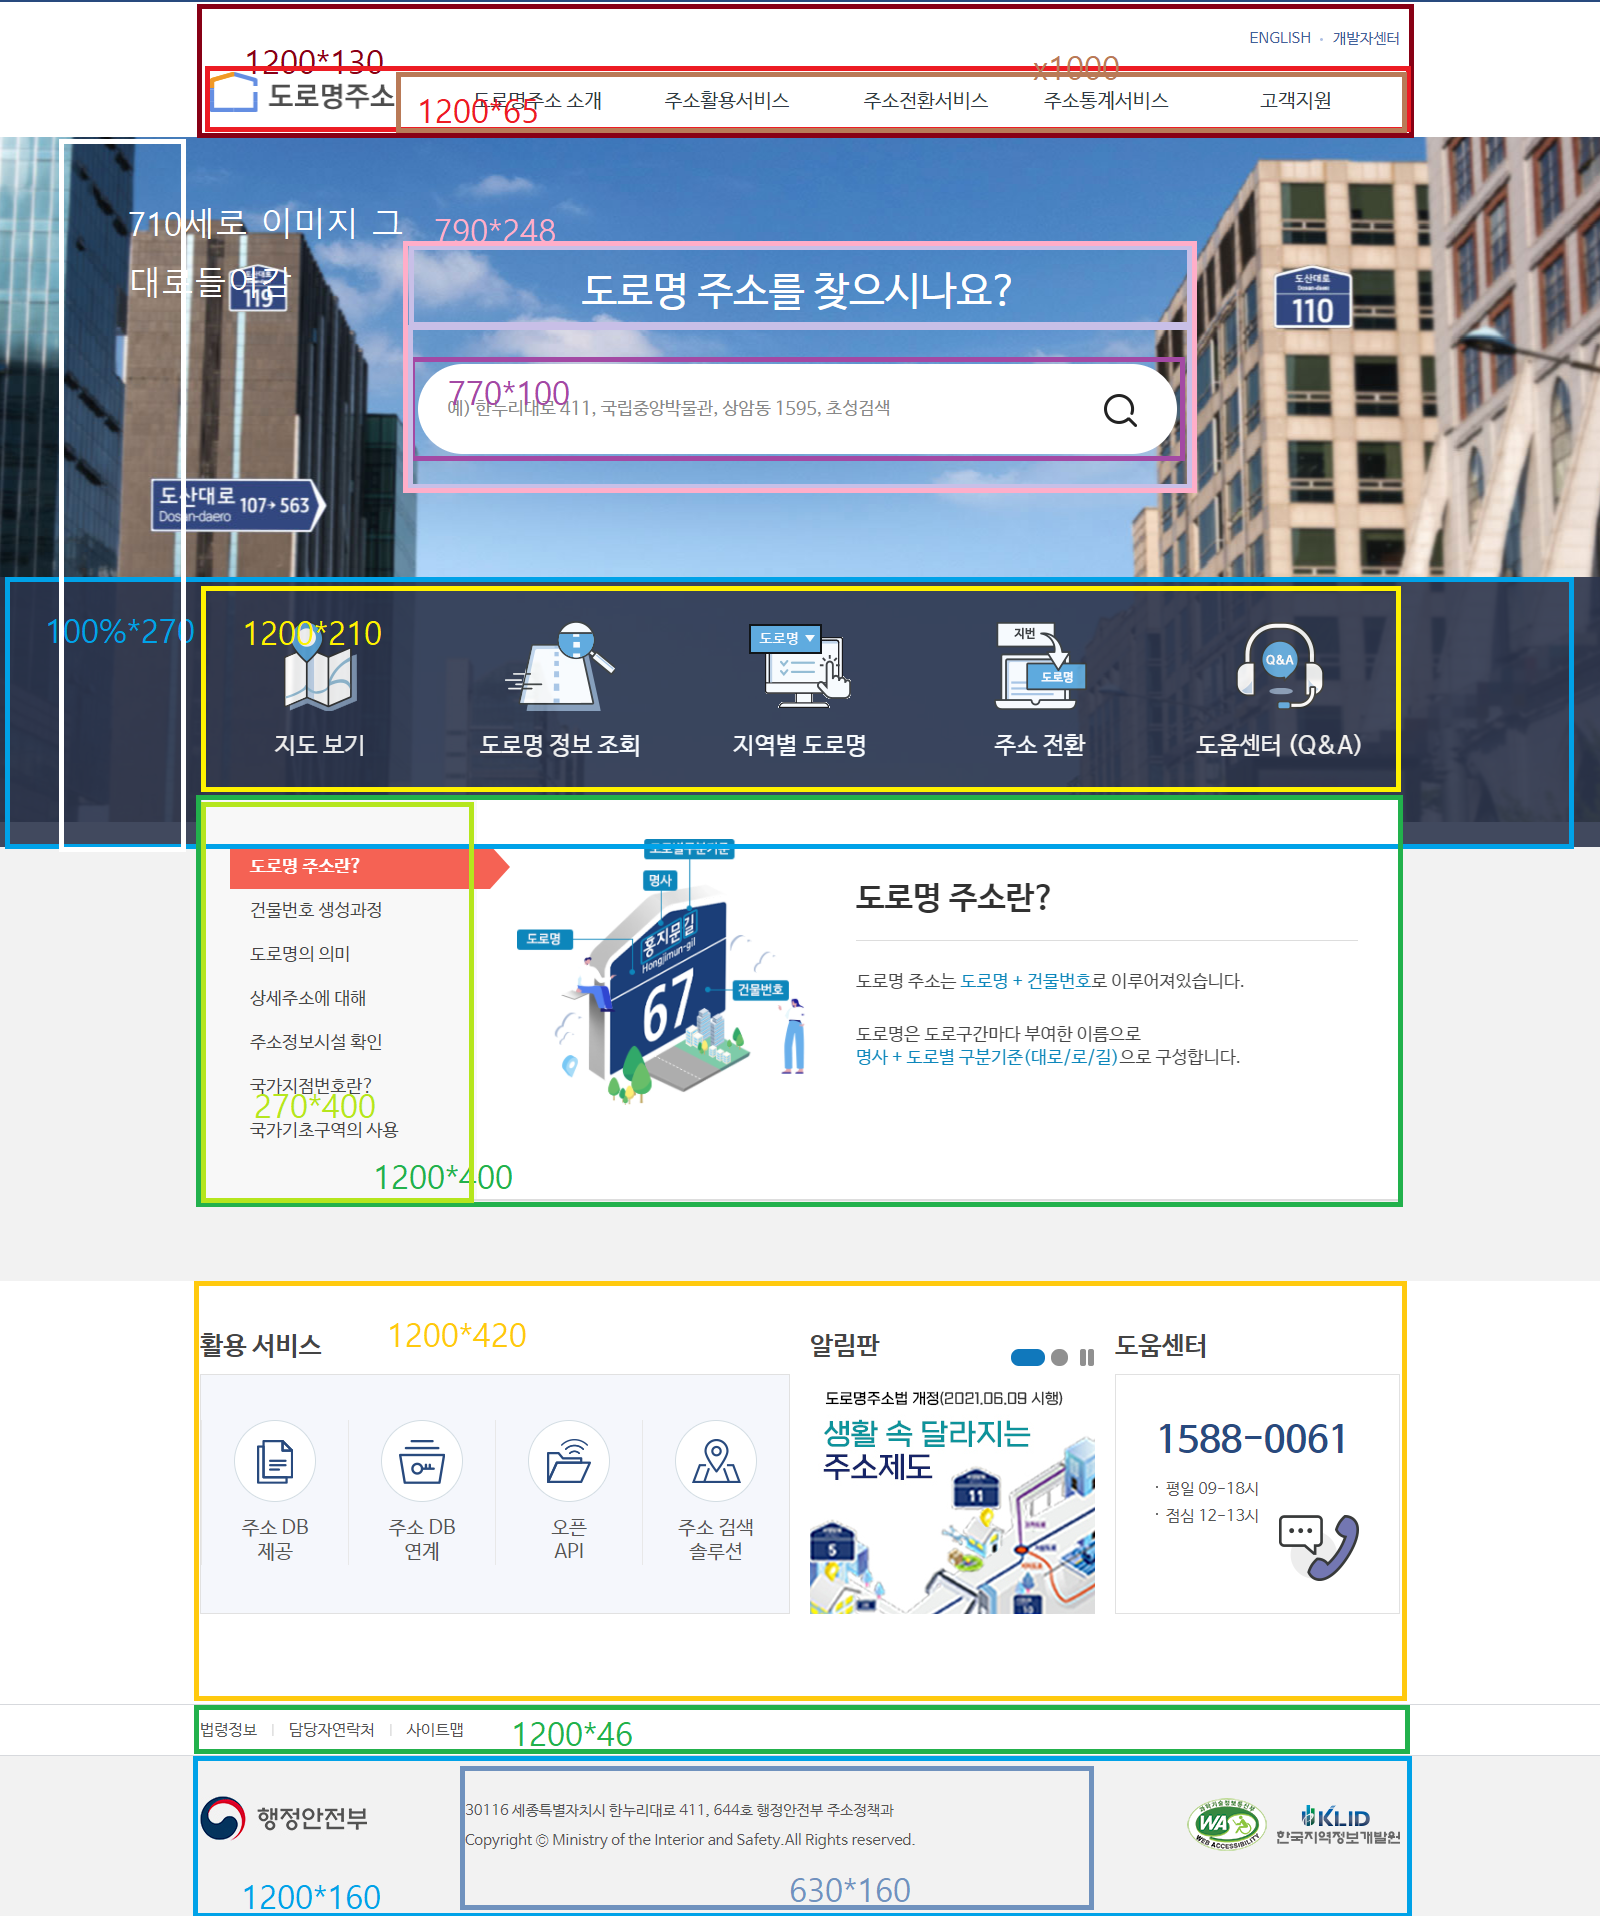 ENGLISH • 개발자센터
1200*130
x1000
도로명주소
도로명주소 소개
주소활용서비스
주소전환서비스
주소통계서비스
고객지원
1200*65
710세로 이미지 그
대로들어감
790*248
도로명 주소를 찾으시나요?
도산대로
119
도산대로
Dosan-daero
110
770*100
예) 한누리대로 411, 국립중앙박물관, 상암동 1595, 초성검색
도산대로 107→563
Dosan-daero
100%*270
1200*210
도로명
지번
도로명
Q&A
지도 보기
도로명 정보 조회
지역별 도로명
주소 전환
도움센터 (Q&A)
도로명 주소란?
건물번호 생성과정
도로명의 의미
상세주소에 대해
주소정보시설 확인
국가지점번호란?
270*400
국가기초구역의 사용
1200*400
도로별구분기준
명사
도로명
홍지문길
Hongjimun-gil
67
건물번호
도로명 주소란?
도로명 주소는 도로명 + 건물번호로 이루어져있습니다.
도로명은 도로구간마다 부여한 이름으로
명사 + 도로별 구분기준(대로/로/길)으로 구성합니다.
활용 서비스
1200*420
주소 DB
제공
주소 DB
연계
오픈
API
주소 검색
솔루션
알림판
도로명주소법 개정(2021.06.09 시행)
생활 속 달라지는
주소제도
11
5
도움센터
1588-0061
· 평일 09-18시
· 점심 12-13시
법령정보 | 담당자연락처 | 사이트맵
1200*46
행정안전부
30116 세종특별자치시 한누리대로 411, 644호 행정안전부 주소정책과
Copyright © Ministry of the Interior and Safety.All Rights reserved.
과학기술정보통신부
WA
WEB ACCESSIBILITY
KLID
한국지역정보개발원
1200*160
630*160